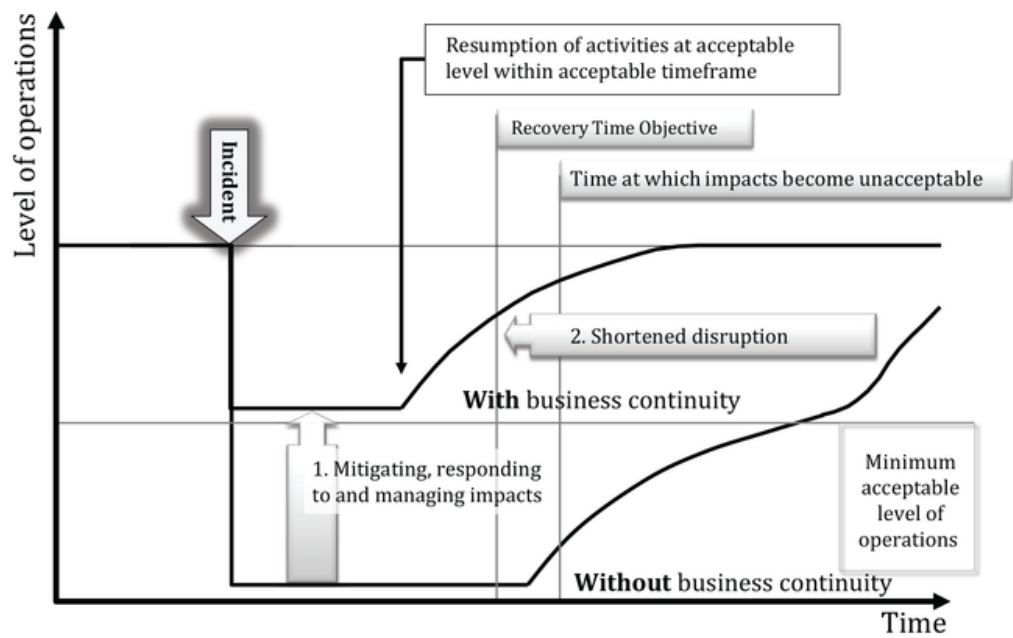 Level of operations
Resumption of activities at acceptable
level within acceptable timeframe
Recovery Time Objective
Time at which impacts become unacceptable
Incident
2. Shortened disruption
With business continuity
1. Mitigating, responding
to and managing impacts
Minimum
acceptable
level of
operations
Without business continuity
Time